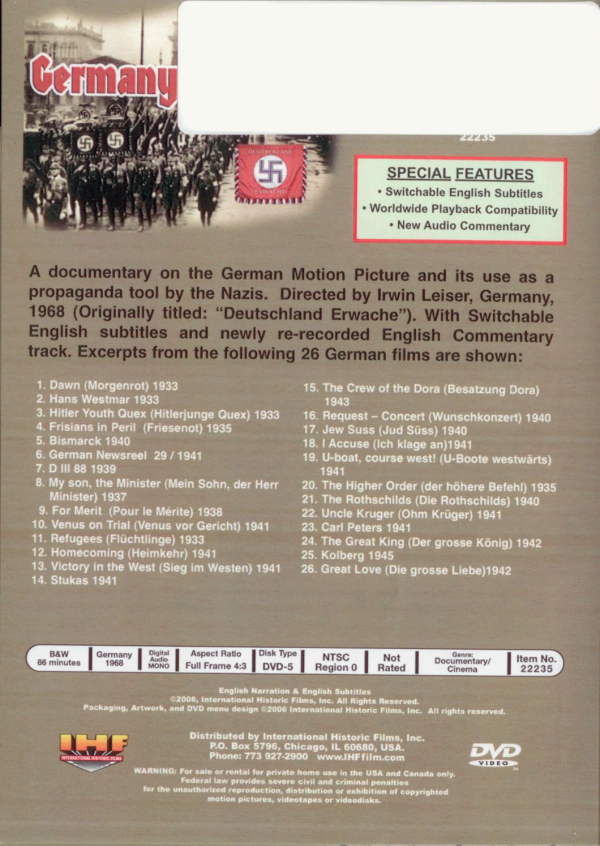 Germany
22235
DEUTSCHLAND
ERWACHE
SPECIAL FEATURES
• Switchable English Subtitles
• Worldwide Playback Compatibility
• New Audio Commentary
A documentary on the German Motion Picture and its use as a
propaganda tool by the Nazis. Directed by Irwin Leiser, Germany,
1968 (Originally titled: “Deutschland Erwache”). With Switchable
English subtitles and newly re-recorded English Commentary
track. Excerpts from the following 26 German films are shown:
1. Dawn (Morgenrot) 1933
2. Hans Westmar 1933
3. Hitler Youth Quex (Hitlerjunge Quex) 1933
4. Frisians in Peril (Friesenot) 1935
5. Bismarck 1940
6. German Newsreel 29 / 1941
7. D III 88 1939
8. My son, the Minister (Mein Sohn, der Herr
Minister) 1937
9. For Merit (Pour le Mérite) 1938
10. Venus on Trial (Venus vor Gericht) 1941
11. Refugees (Flüchtlinge) 1933
12. Homecoming (Heimkehr) 1941
13. Victory in the West (Sieg im Westen) 1941
14. Stukas 1941
15. The Crew of the Dora (Besatzung Dora)
1943
16. Request – Concert (Wunschkonzert) 1940
17. Jew Suss (Jud Süss) 1940
18. I Accuse (Ich klage an)1941
19. U-boat, course west! (U-Boote westwärts)
1941
20. The Higher Order (der höhere Befehl) 1935
21. The Rothschilds (Die Rothschilds) 1940
22. Uncle Kruger (Ohm Krüger) 1941
23. Carl Peters 1941
24. The Great King (Der grosse König) 1942
25. Kolberg 1945
26. Great Love (Die grosse Liebe)1942
B&W
86 minutes
Germany
1968
Digital
Audio
MONO
Aspect Ratio
Full Frame 4:3
Disk Type
DVD-5
NTSC
Region 0
Not
Rated
Genre:
Documentary/
Cinema
Item No.
22235
English Narration & English Subtitles
©2006, International Historic Films, Inc. All Rights Reserved.
Packaging, Artwork, and DVD menu design ©2006 International Historic Films, Inc. All rights reserved.
IHF
INTERNATIONAL HISTORIC FILMS
Distributed by International Historic Films, Inc.
P.O. Box 5796, Chicago, IL 60680, USA.
Phone: 773 927-2900 www.IHFfilm.com
DVD
VIDEO
TM
WARNING: For sale or rental for private home use in the USA and Canada only.
Federal law provides severe civil and criminal penalties
for the unauthorized reproduction, distribution or exhibition of copyrighted
motion pictures, videotapes or videodisks.